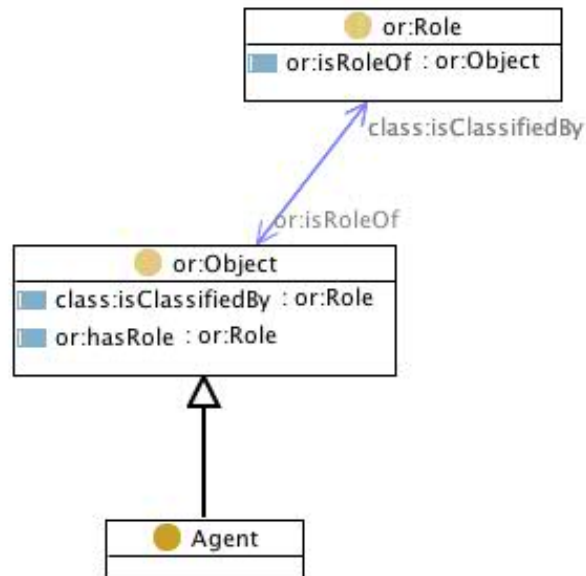 or:Role
or:isRoleOf : or:Object
class:isClassifiedBy
or:isRoleOf
or:Object
class:isClassifiedBy : or:Role
or:hasRole : or:Role
Agent